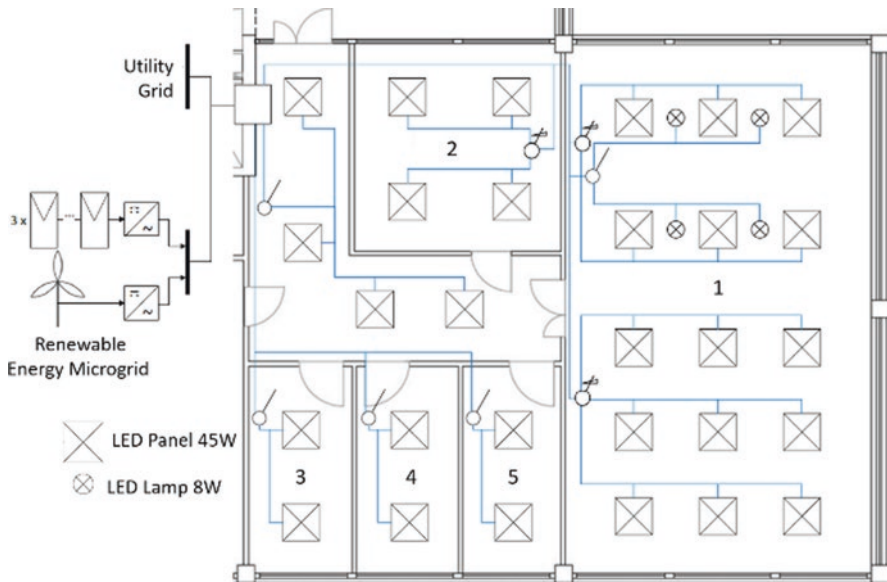 Utility
Grid
3 x
Renewable
Energy Microgrid
LED Panel 45W
LED Lamp 8W
2
1
3
4
5